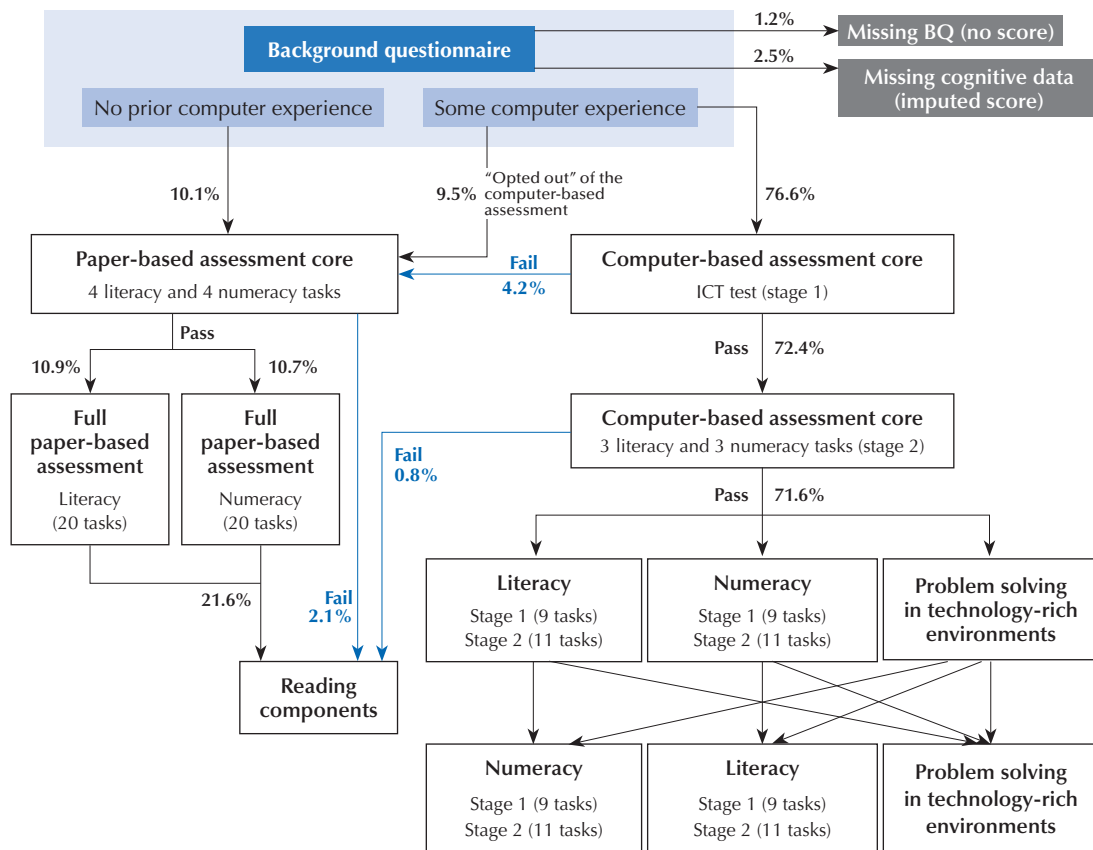 1.2%
Background questionnaire
Missing BQ (no score)
2.5%
Missing cognitive data
(imputed score)
No prior computer experience
Some computer experience
10.1%
9.5%
"Opted out" of the
computer-based
assessment
76.6%
Paper-based assessment core
4 literacy and 4 numeracy tasks
Fail
4.2%
Computer-based assessment core
ICT test (stage 1)
Pass
Pass
72.4%
10.9%
10.7%
Full
paper-based
assessment
Literacy
(20 tasks)
Full
paper-based
assessment
Numeracy
(20 tasks)
Computer-based assessment core
3 literacy and 3 numeracy tasks (stage 2)
Fail
0.8%
Pass
71.6%
21.6%
Fail
2.1%
Literacy
Stage 1 (9 tasks)
Stage 2 (11 tasks)
Numeracy
Stage 1 (9 tasks)
Stage 2 (11 tasks)
Problem solving
in technology-rich
environments
Reading
components
Numeracy
Stage 1 (9 tasks)
Stage 2 (11 tasks)
Literacy
Stage 1 (9 tasks)
Stage 2 (11 tasks)
Problem solving
in technology-rich
environments